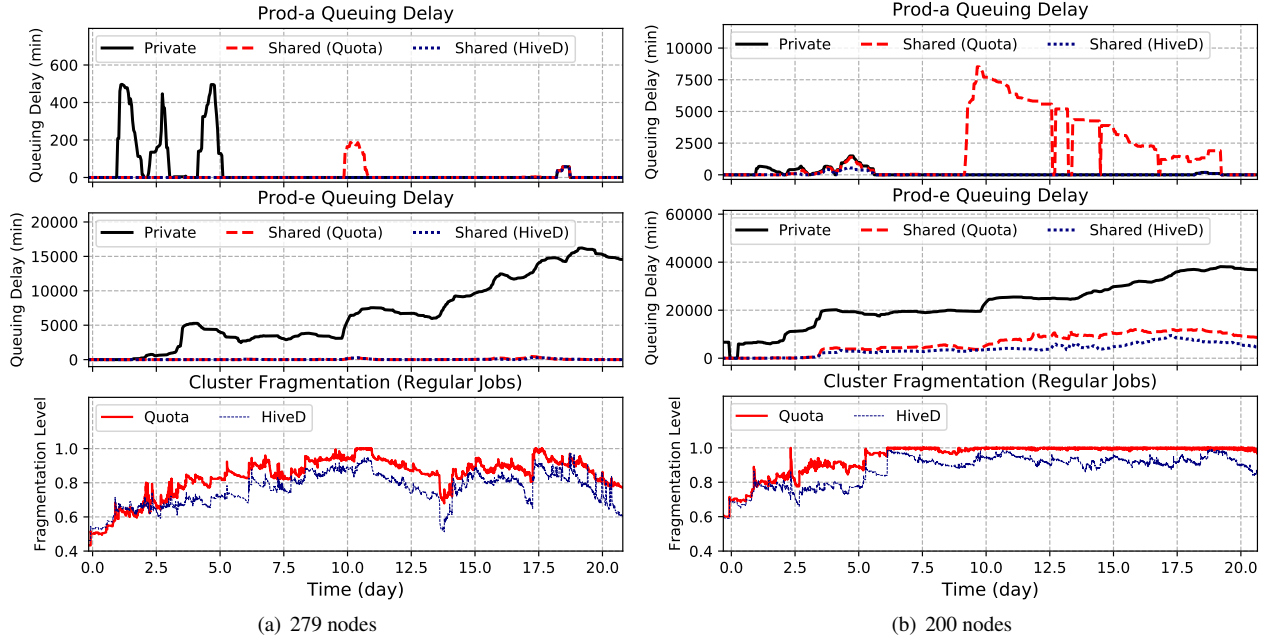 Prod-a Queuing Delay
Queuing Delay (min)
Private Shared (Quota) Shared (HiveD)
600
400
200
0
Prod-e Queuing Delay
Queuing Delay (min)
Private Shared (Quota) Shared (HiveD)
20000
15000
10000
5000
0
Cluster Fragmentation (Regular Jobs)
Fragmentation Level
Quota HiveD
1.0
0.8
0.6
0.4
0.0 2.5 5.0 7.5 10.0 12.5 15.0 17.5 20.0
Time (day)
(a) 279 nodes
Prod-a Queuing Delay
Queuing Delay (min)
Private Shared (Quota) Shared (HiveD)
10000
7500
5000
2500
0
Prod-e Queuing Delay
Queuing Delay (min)
Private Shared (Quota) Shared (HiveD)
60000
40000
20000
0
Cluster Fragmentation (Regular Jobs)
Fragmentation Level
Quota HiveD
1.0
0.8
0.6
0.4
0.0 2.5 5.0 7.5 10.0 12.5 15.0 17.5 20.0
Time (day)
(b) 200 nodes